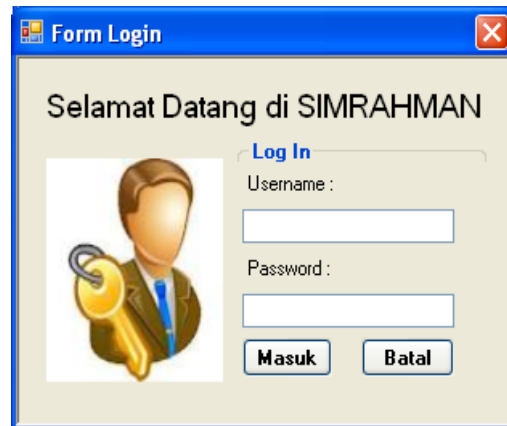 Form Login
Selamat Datang di SIMRAHMAN
Log In
Username :
Password :
Masuk Batal